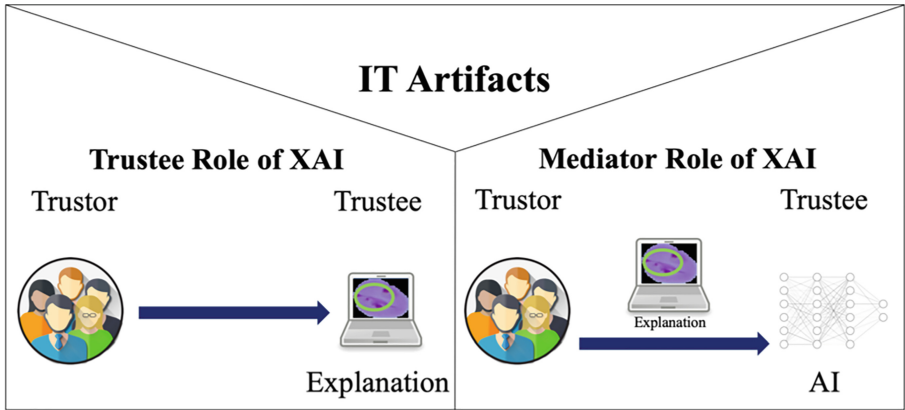 IT Artifacts
Trustee Role of XAI
Trustor
Trustee
Explanation
Mediator Role of XAI
Trustor
Trustee
Explanation
AI